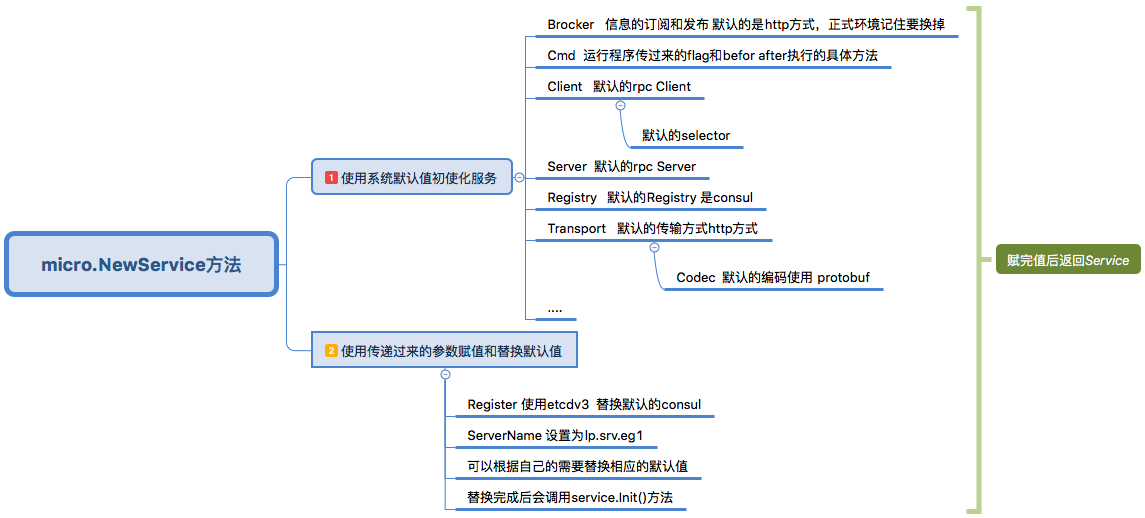 micro.NewService方法
1 使用系统默认值初使化服务
Brocker 信息的订阅和发布 默认的是http方式，正式环境记住要换掉
Cmd 运行程序传过来的flag和befor after执行的具体方法
Client 默认的rpc Client
默认的selector
Server 默认的rpc Server
Registry 默认的Registry 是consul
Transport 默认的传输方式http方式
Codec 默认的编码使用 protobuf
....
2 使用传递过来的参数赋值和替换默认值
Register 使用etcdv3 替换默认的consul
ServerName 设置为lp.srv.eg1
可以根据自己的需要替换相应的默认值
替换完成后会调用service.Init()方法
赋完值后返回Service